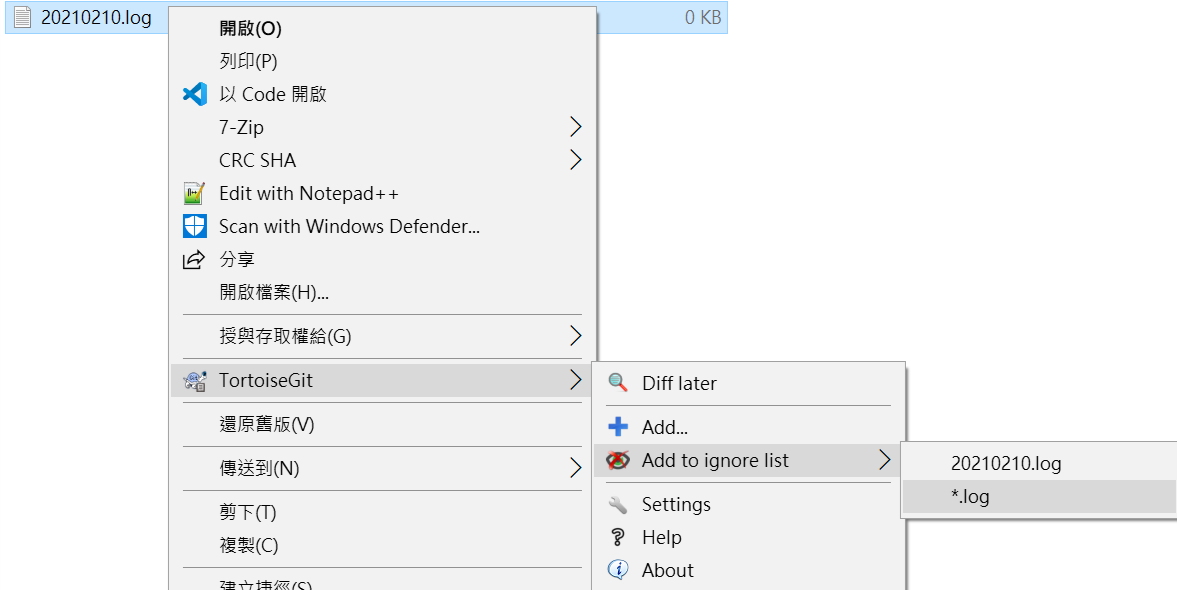 20210210.log
0 KB
開啟(O)
列印(P)
以 Code 開啟
7-Zip
CRC SHA
Edit with Notepad++
Scan with Windows Defender...
分享
開啟檔案(H)...
授與存取權給(G)
TortoiseGit
還原舊版(V)
傳送到(N)
剪下(T)
複製(C)
建立捷徑(S)
Diff later
Add...
Add to ignore list
Settings
Help
About
20210210.log
*.log